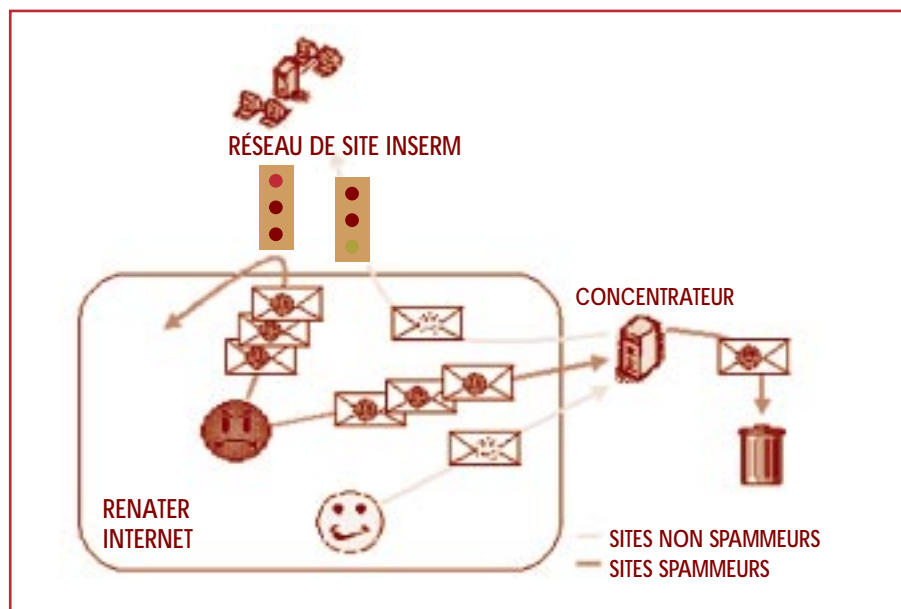 RÉSEAU DE SITE INSERM
CONCENTRATEUR
RENATER
INTERNET
SITES NON SPAMMEURS
SITES SPAMMEURS